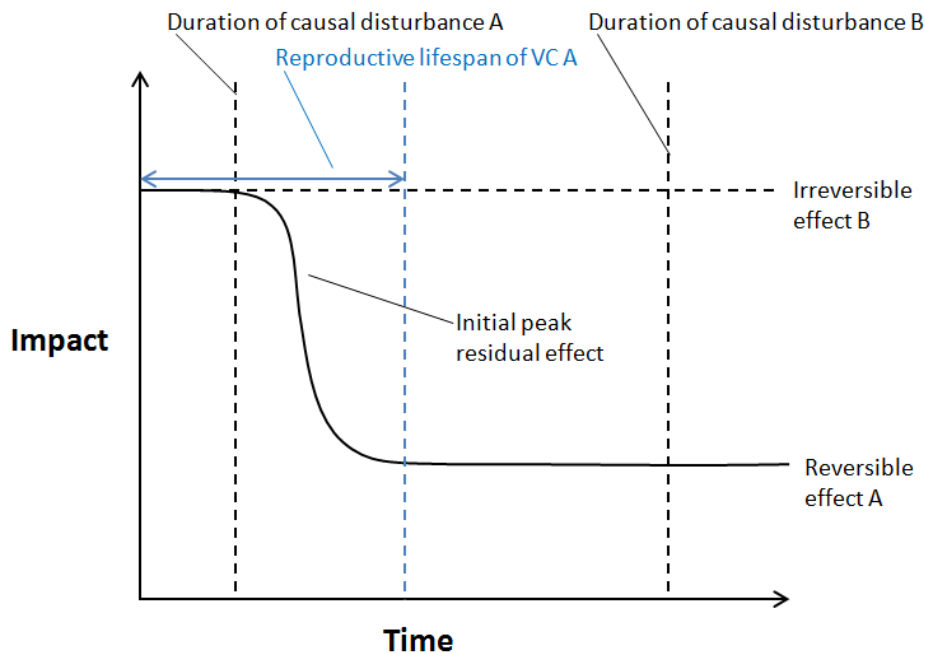 Duration of causal disturbance A
Duration of causal disturbance B
Reproductive lifespan of VC A
Irreversible
effect B
Initial peak
residual effect
Impact
Reversible
effect A
Time